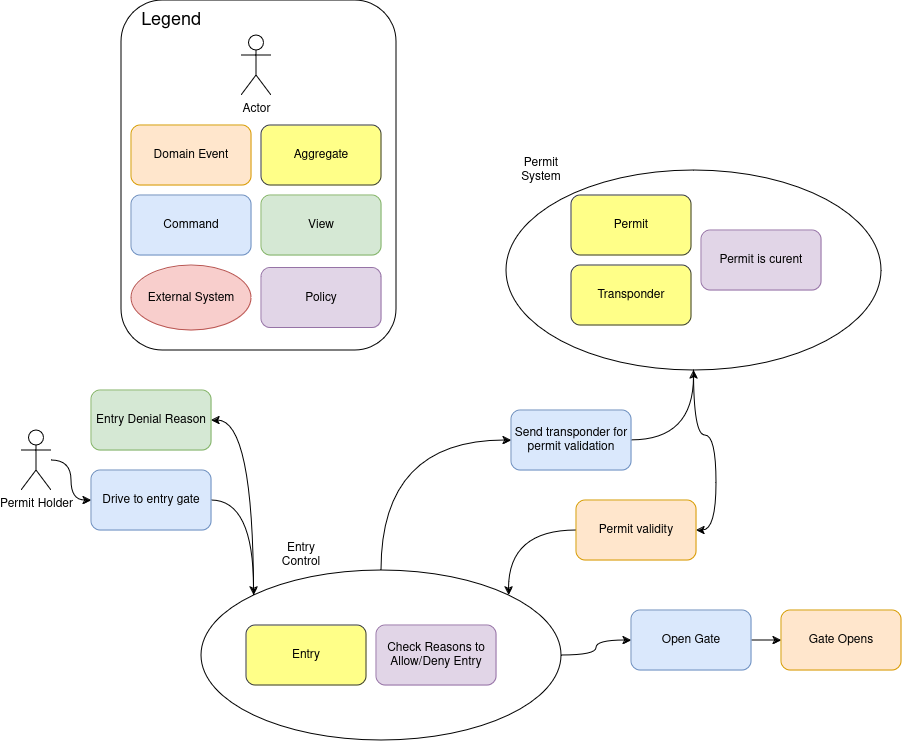 Legend
Actor
Domain Event
Aggregate
Command
View
External System
Policy
Permit
System
Permit
Permit is curent
Transponder
Entry Denial Reason
Send transponder for
permit validation
Permit Holder
Drive to entry gate
Permit validity
Entry
Control
Entry
Check Reasons to
Allow/Deny Entry
Open Gate
Gate Opens